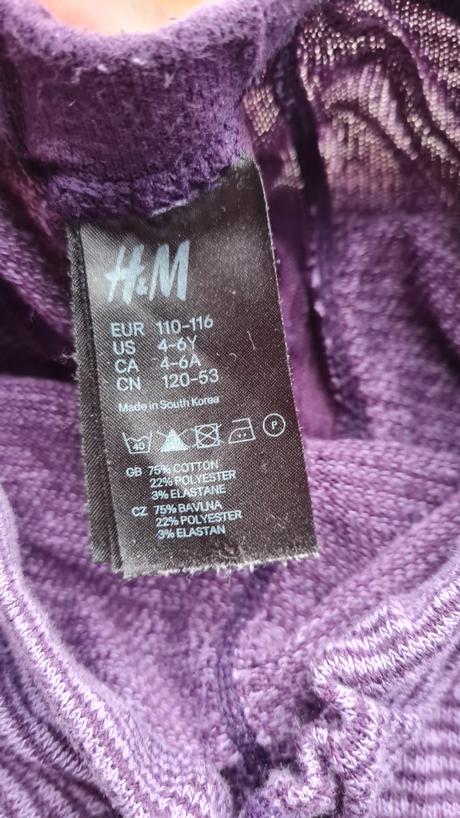 H&M
EUR 110-116
US 4-6Y
CA 4-6A
CN 120-53
Made in South Korea
40 P
GB 75% COTTON
22% POLYESTER
3% ELASTANE
CZ 75% BAVLNA
22% POLYESTER
3% ELASTAN